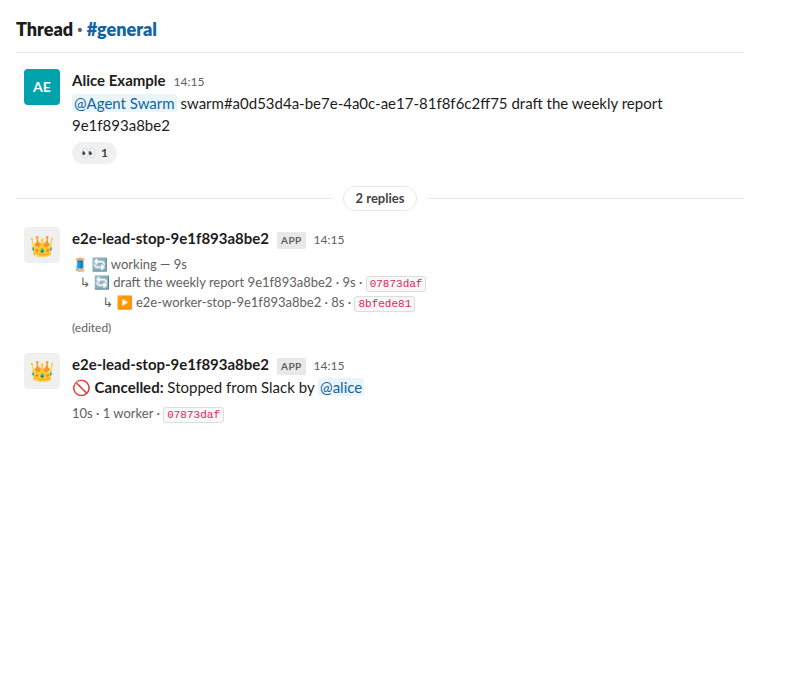 Thread • #general
AE
Alice Example 14:15
@Agent Swarm swarm#a0d53d4a-be7e-4a0c-ae17-81f8f6c2ff75 draft the weekly report
9e1f893a8be2
👀 1
2 replies
e2e-lead-stop-9e1f893a8be2 APP 14:15
🧵 🔄 working — 9s
↳ 🔄 draft the weekly report 9e1f893a8be2 · 9s · 07873daf
↳ ▶️ e2e-worker-stop-9e1f893a8be2 · 8s · 8bfede81
(edited)
e2e-lead-stop-9e1f893a8be2 APP 14:15
🚫 Cancelled: Stopped from Slack by @alice
10s · 1 worker · 07873daf